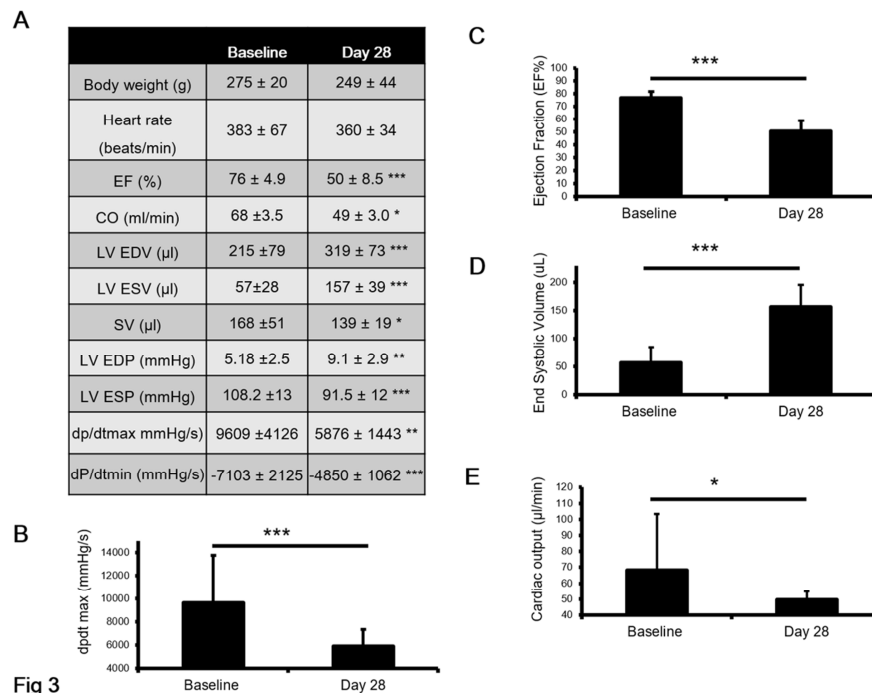 A
Baseline Day 28
Body weight (g) 275 ± 20 249 ± 44
Heart rate
(beats/min) 383 ± 67 360 ± 34
EF (%) 76 ± 4.9 50 ± 8.5 ***
CO (ml/min) 68 ±3.5 49 ± 3.0 *
LV EDV (µl) 215 ±79 319 ± 73 ***
LV ESV (µl) 57±28 157 ± 39 ***
SV (µl) 168 ±51 139 ± 19 *
LV EDP (mmHg) 5.18 ±2.5 9.1 ± 2.9 **
LV ESP (mmHg) 108.2 ±13 91.5 ± 12 ***
dp/dtmax mmHg/s) 9609 ±4126 5876 ± 1443 **
dP/dtmin (mmHg/s) -7103 ± 2125 -4850 ± 1062 ***
B
dpdt max (mmHg/s)
14000
12000
10000
8000
6000
4000
***
Baseline Day 28
Fig 3
C
Ejection Fraction (EF%)
100
90
80
70
60
50
40
30
20
10
0
***
Baseline Day 28
D
End Systolic Volume (uL)
200
150
100
50
0
***
Baseline Day 28
E
Cardiac output (µl/min)
120
110
100
90
80
70
60
50
40
*
Baseline Day 28